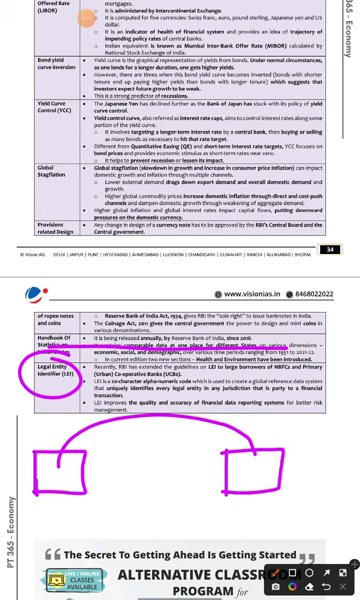 Offered Rate
(LIBOR)
mortgages.
It is administered by Intercontinental Exchange.
It is computed for five currencies: Swiss franc, euro, pound sterling, Japanese yen and US
dollar.
It is an indicator of health of financial system and provides an idea of trajectory of
impending policy rates of central banks.
Indian equivalent is known as Mumbai Inter-Bank Offer Rate (MIBOR) calculated by
National Stock Exchange of India.
Bond yield
curve inversion
Yield curve is the graphical representation of yields from bonds. Under normal circumstances,
as one lends for a longer duration, one gets higher yields.
However, there are times when this bond yield curve becomes inverted (bonds with shorter
tenure end up paying higher yields than bonds with longer tenure) which suggests that
investors expect future growth to be weak.
This is a strong predictor of recessions.
Yield Curve
Control (YCC)
The Japanese Yen has declined further as the Bank of Japan has stuck with its policy of yield
curve control.
Yield control curve, also referred as interest rate caps, aims to control interest rates along some
portion of the yield curve.
It involves targeting a longer-term interest rate by a central bank, then buying or selling
as many bonds as necessary to hit that rate target.
Different from Quantitative Easing (QE) and short-term interest rate targets, YCC focuses on
bond prices and provides economic stimulus as short-term rates near zero.
It helps to prevent recession or lessen its impact.
Global
Stagflation
Global stagflation (slowdown in growth and increase in consumer price inflation) can impact
domestic growth and inflation through multiple channels.
Lower external demand drags down export demand and overall domestic demand and
growth.
Higher global commodity prices increase domestic inflation through direct and cost-push
channels and dampen domestic growth through weakening of aggregate demand.
Higher global inflation and global interest rates impact capital flows, putting downward
pressures on the domestic currency.
Provisions
related Design
Any change in design of a currency note has to be approved by the RBI's Central Board and the
Central government.
© Vision IAS
DELHI | JAIPUR | PUNE | HYDERABAD | AHMEDABAD | LUCKNOW | CHANDIGARH | GUWAHATI | RANCHI | ALLAHABAD | BHOPAL
34
www.visionias.in
8468022022
of rupee notes
and coins
Reserve Bank of India Act, 1934, gives RBI the "sole right" to issue banknotes in India.
The Coinage Act, 2011 gives the central government the power to design and mint coins in
various denominations.
Handbook Of
Statistics on
It is being released annually, by Reserve Bank of India, since 2016.
comparable data at one place for different States on various dimensions –
economic, social, and demographic, over various time periods ranging from 1951 to 2021-22.
In current edition two new sections – Health and Environment have been introduced.
Legal Entity
Identifier (LEI)
Recently, RBI has extended the guidelines on LEI to large borrowers of NBFCs and Primary
(Urban) Co-operative Banks (UCBs).
LEI is a 20-character alpha-numeric code which is used to create a global reference data system
that uniquely identifies every legal entity in any jurisdiction that is party to a financial
transaction.
LEI improves the quality and accuracy of financial data reporting systems for better risk
management.
PT 365 - Economy
PT 365 - Economy
"The Secret To Getting Ahead Is Getting Started"
LIVE / ONLINE
CLASSES
AVAILABLE
ALTERNATIVE CLASSROOM
PROGRAM for